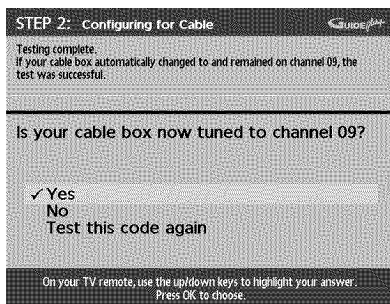 STEP 2: Configuring for Cable
GUIDE Plus+
Testing complete.
If your cable box automatically changed to and remained on channel 09, the
test was successful.
Is your cable box now tuned to channel 09?
✓ Yes
No
Test this code again
On your TV remote, use the up/down keys to highlight your answer.
Press OK to choose.